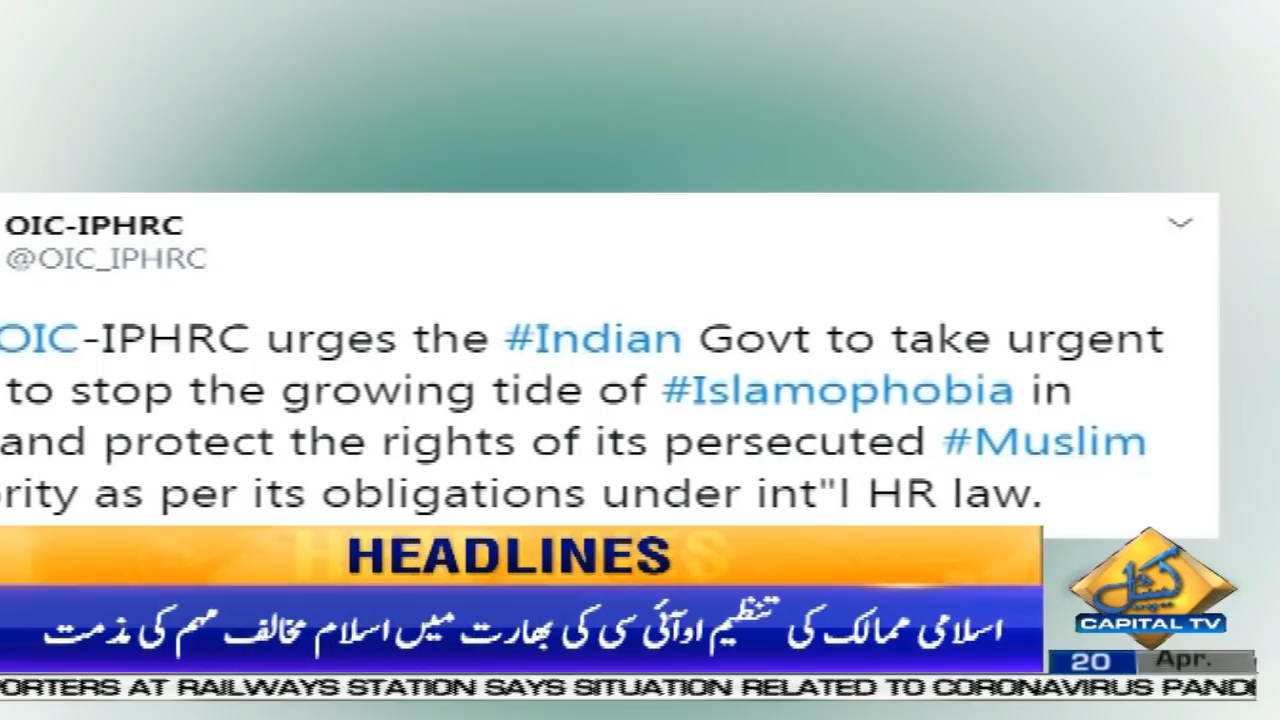 OIC-IPHRC
@OIC_IPHRC
OIC-IPHRC urges the #Indian Govt to take urgent
to stop the growing tide of #Islamophobia in
and protect the rights of its persecuted #Muslim
rity as per its obligations under int"l HR law.
HEADLINES
اسلامی ممالک کی تنظیم او آئی سی کی بھارت میں اسلام مخالف مہم کی مذمت
کیپیٹل
CAPITAL TV
20 Apr.
ORTERS AT RAILWAYS STATION SAYS SITUATION RELATED TO CORONAVIRUS PAND